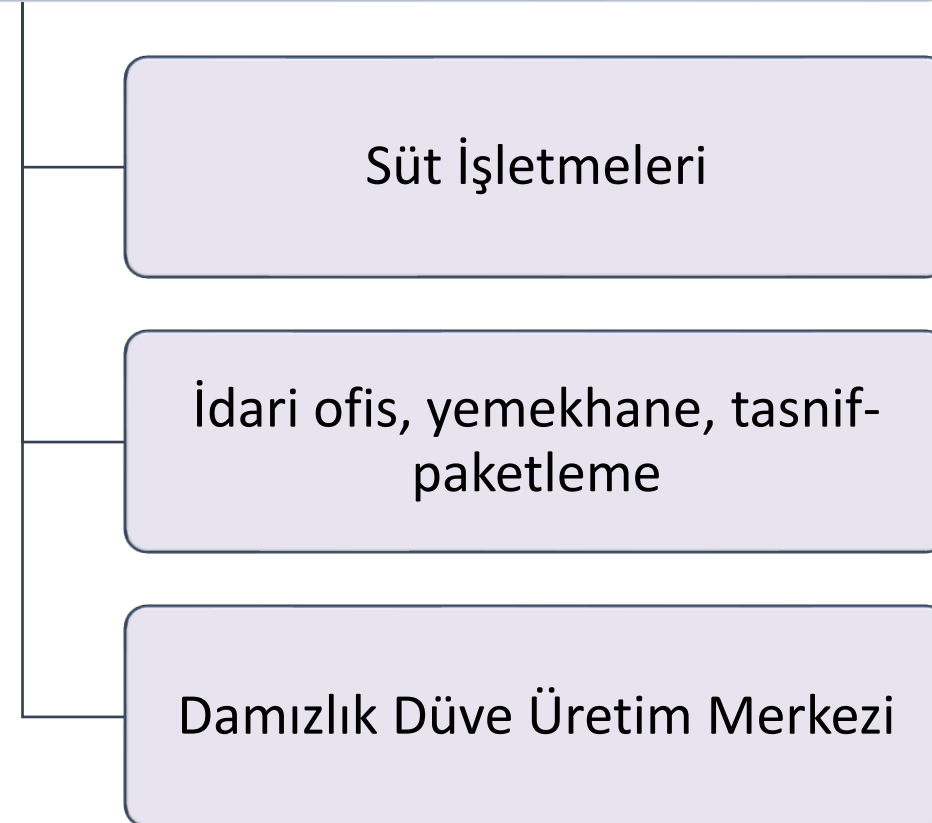 Süt İşletmeleri
İdari ofis, yemekhane, tasnif-
paketleme
Damızlık Düve Üretim Merkezi